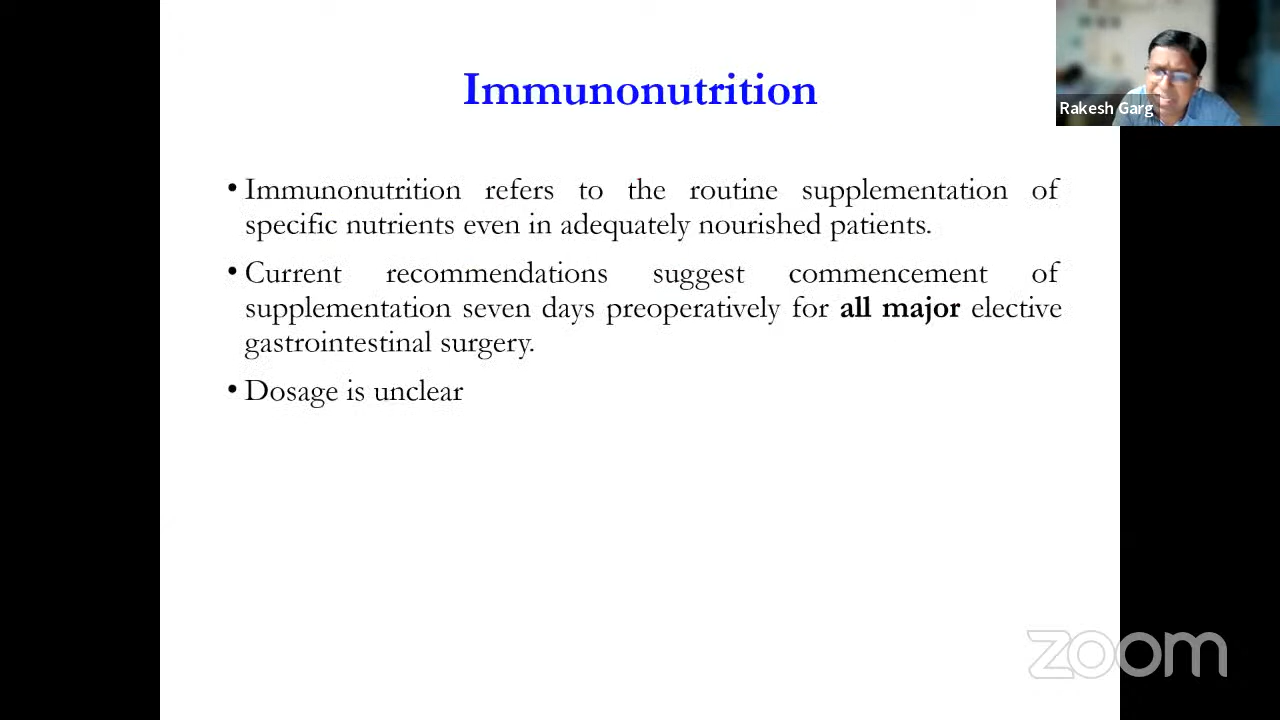 Immunonutrition
Rakesh Garg
• Immunonutrition refers to the routine supplementation of
specific nutrients even in adequately nourished patients.
• Current recommendations suggest commencement of
supplementation seven days preoperatively for all major elective
gastrointestinal surgery.
• Dosage is unclear
zoom